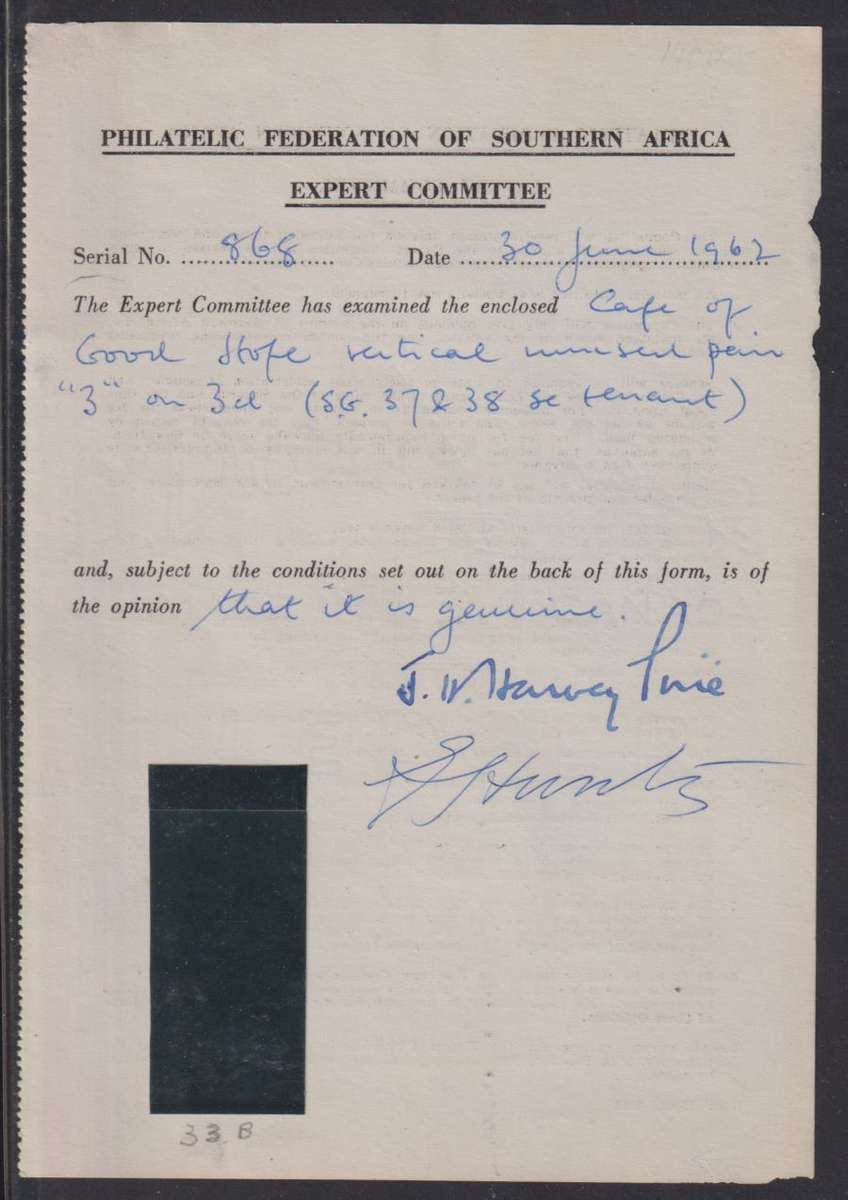 PHILATELIC FEDERATION OF SOUTHERN AFRICA
EXPERT COMMITTEE
Serial No. 868 Date 30 June 1962
The Expert Committee has examined the enclosed Cape of
Good Hope vertical unused pair
"3" on 3d (S.G. 37 & 38 se tenant)
and, subject to the conditions set out on the back of this form, is of
the opinion that it is genuine.
J. H. Harvey Pirie
33 B